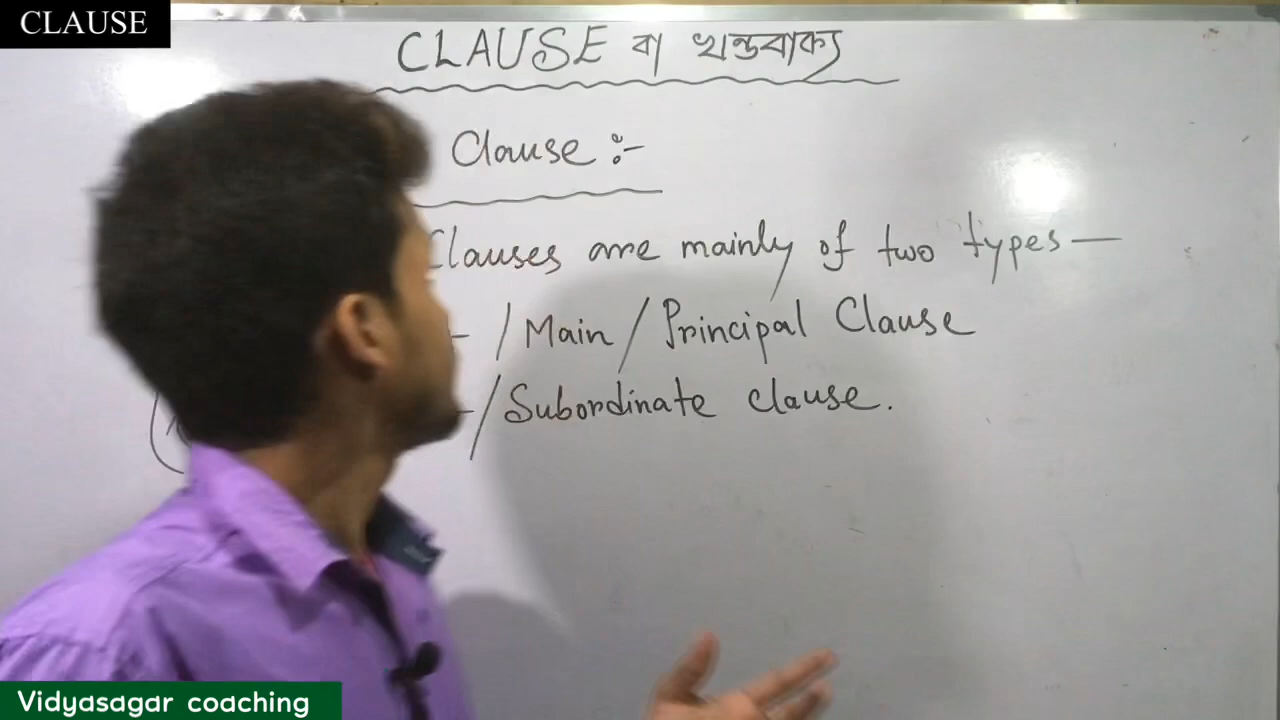 CLAUSE
CLAUSE বা খন্ডবাক্য
Clause :-
Clauses are mainly of two types —
- / Main / Principal Clause
- / Subordinate clause.
Vidyasagar coaching